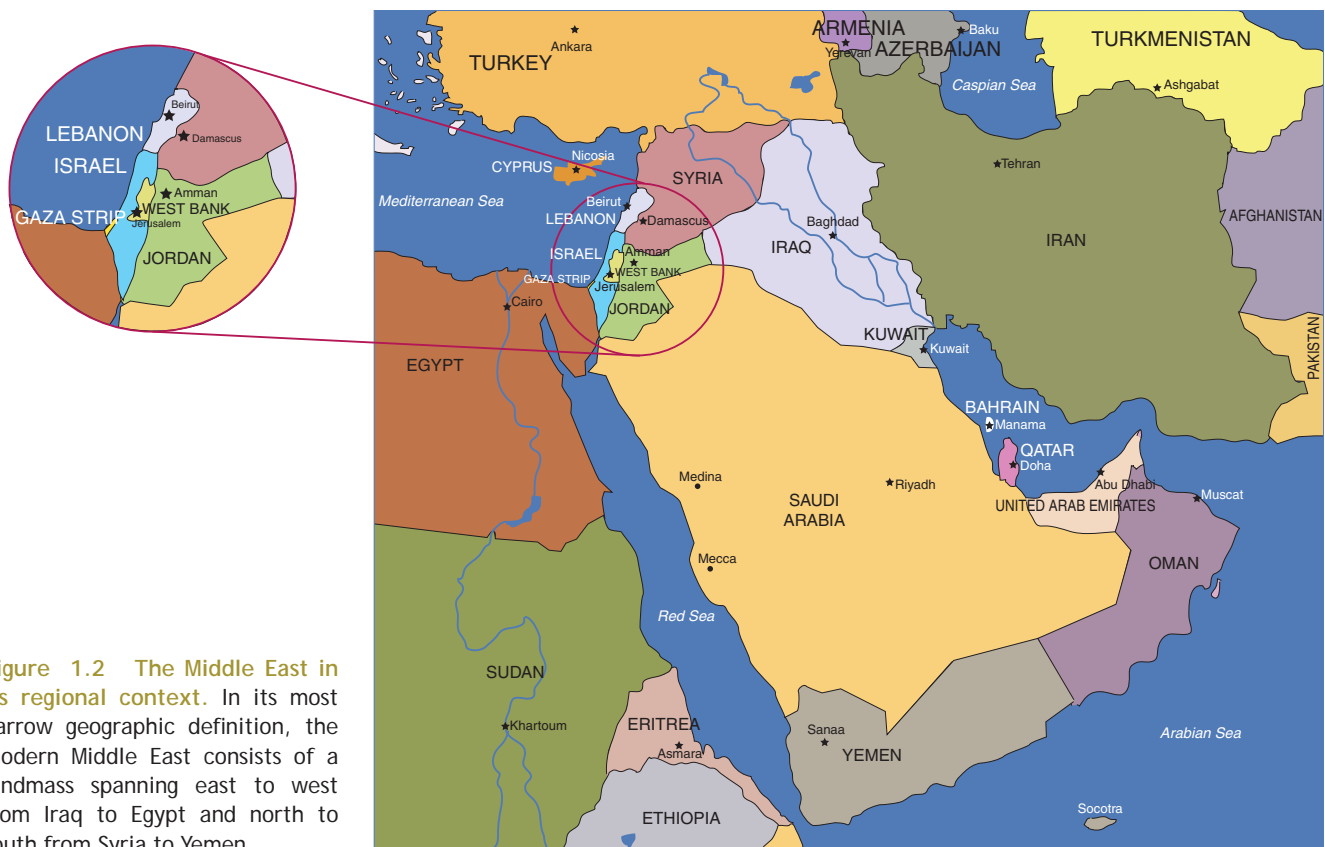 Beirut
LEBANON
Damascus
ISRAEL
Amman
GAZA STRIP
WEST BANK
Jerusalem
JORDAN
TURKEY
Ankara
ARMENIA
Yerevan
AZERBAIJAN
Baku
Caspian Sea
TURKMENISTAN
Ashgabat
Nicosia
CYPRUS
Mediterranean Sea
SYRIA
Tehran
Beirut
LEBANON
Damascus
Baghdad
IRAQ
IRAN
AFGHANISTAN
ISRAEL
Amman
GAZA STRIP
WEST BANK
Jerusalem
JORDAN
Cairo
EGYPT
KUWAIT
Kuwait
PAKISTAN
BAHRAIN
Manama
QATAR
Doha
Abu Dhabi
UNITED ARAB EMIRATES
Muscat
Medina
Riyadh
SAUDI
ARABIA
Mecca
OMAN
Red Sea
SUDAN
Khartoum
ERITREA
Asmara
Sanaa
YEMEN
Arabian Sea
ETHIOPIA
Socotra
igure 1.2 The Middle East in
s regional context. In its most
arrow geographic definition, the
odern Middle East consists of a
ndmass spanning east to west
om Iraq to Egypt and north to
outh from Syria to Yemen